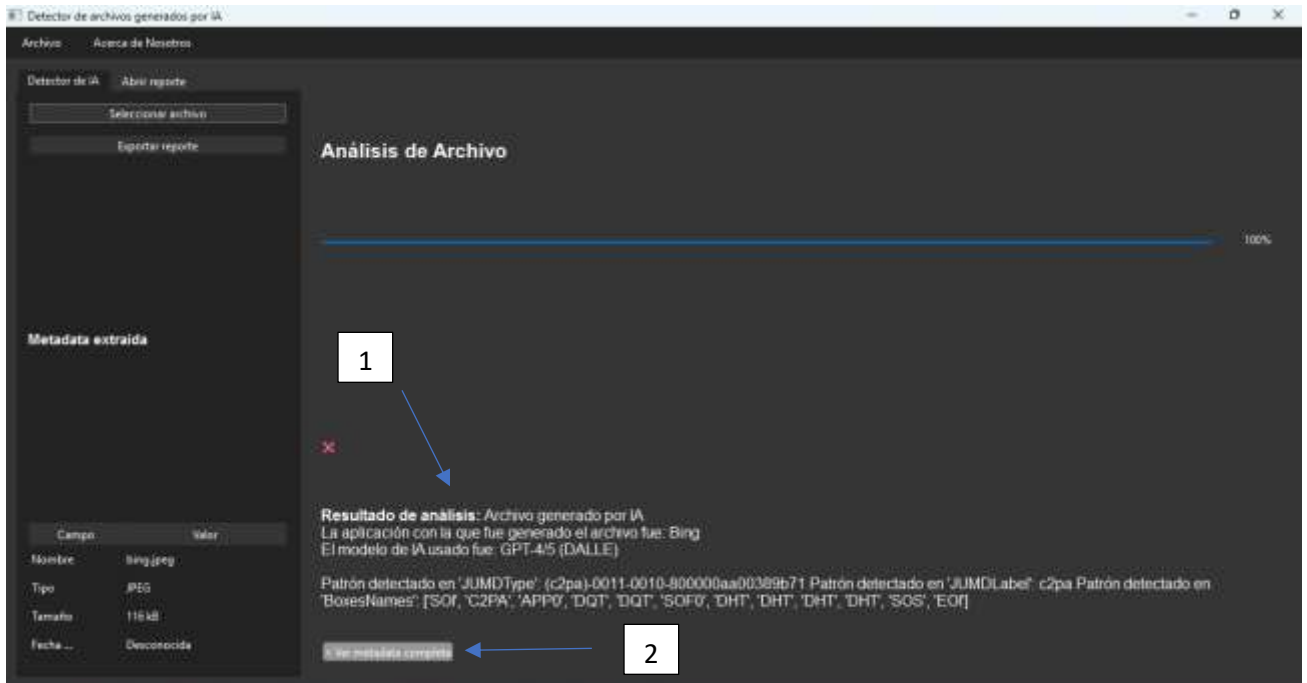 Detector de archivos generados por IA
Archivo Acerca de Nosotros
Detector de IA Abrir reporte
Seleccionar archivo
Exportar reporte
Análisis de Archivo
100%
Metadata extraida
1
Resultado de análisis: Archivo generado por IA
La aplicación con la que fue generado el archivo fue: Bing
El modelo de IA usado fue: GPT-4/5 (DALLE)
Patrón detectado en 'JUMDType': (c2pa)-0011-0010-800000aa00389b71 Patrón detectado en 'JUMDLabel': c2pa Patrón detectado en
'BoxesNames': ['SOI', 'C2PA', 'APP0', 'DQT', 'DQT', 'SOF0', 'DHT', 'DHT', 'DHT', 'DHT', 'SOS', 'EOI']
Campo Valor
Nombre bing.jpeg
Tipo JPEG
Tamaño 116 kB
Fecha ... Desconocida
Ver metadata completa
2